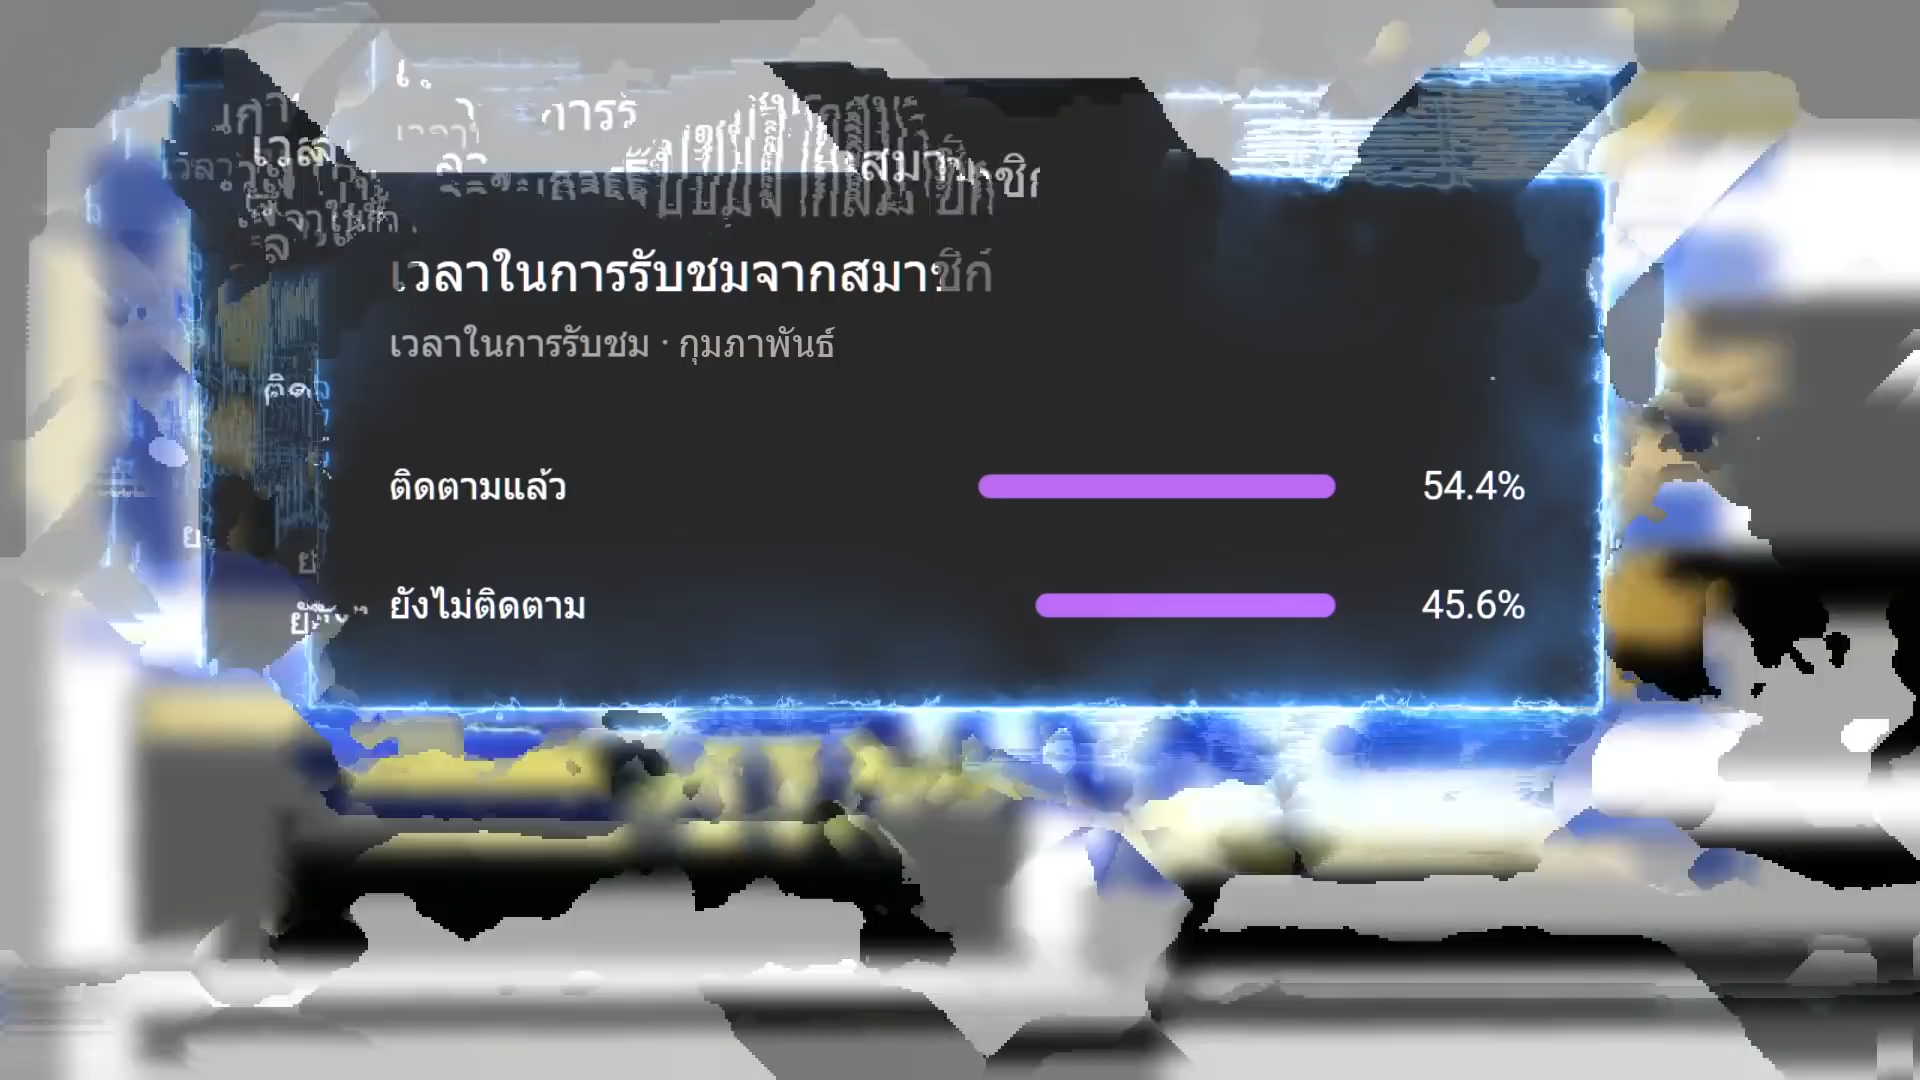 เวลาในการรับชมจากสมาชิก
เวลาในการรับชม · กุมภาพันธ์
ติดตามแล้ว 54.4%
ยังไม่ติดตาม 45.6%